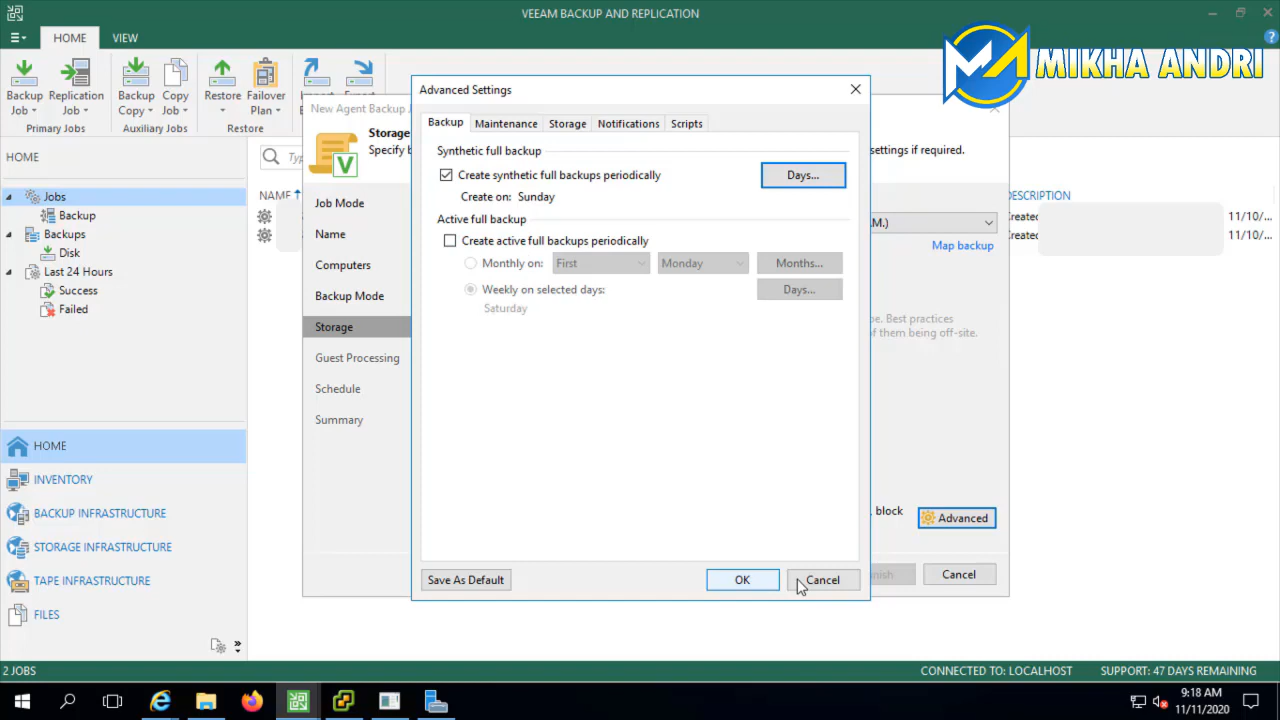 VEEAM BACKUP AND REPLICATION
HOME VIEW
MIKHA ANDRI
Backup Job
Replication Job
Backup Copy
Copy Job
Restore
Failover Plan
Primary Jobs
Auxiliary Jobs
Restore
HOME
Jobs
Backup
Backups
Disk
Last 24 Hours
Success
Failed
HOME
INVENTORY
BACKUP INFRASTRUCTURE
STORAGE INFRASTRUCTURE
TAPE INFRASTRUCTURE
FILES
NAME
DESCRIPTION
Created
11/10/...
Created
11/10/...
New Agent Backup
Storage
settings if required.
Job Mode
Name
Computers
Backup Mode
Storage
Guest Processing
Schedule
Summary
Map backup
Best practices
of them being off-site.
block
Advanced
Cancel
Advanced Settings
Backup Maintenance Storage Notifications Scripts
Synthetic full backup
Create synthetic full backups periodically
Days...
Create on: Sunday
Active full backup
Create active full backups periodically
Monthly on: First Monday Months...
Weekly on selected days: Days...
Saturday
Save As Default OK Cancel
2 JOBS
CONNECTED TO: LOCALHOST SUPPORT: 47 DAYS REMAINING
9:18 AM
11/11/2020